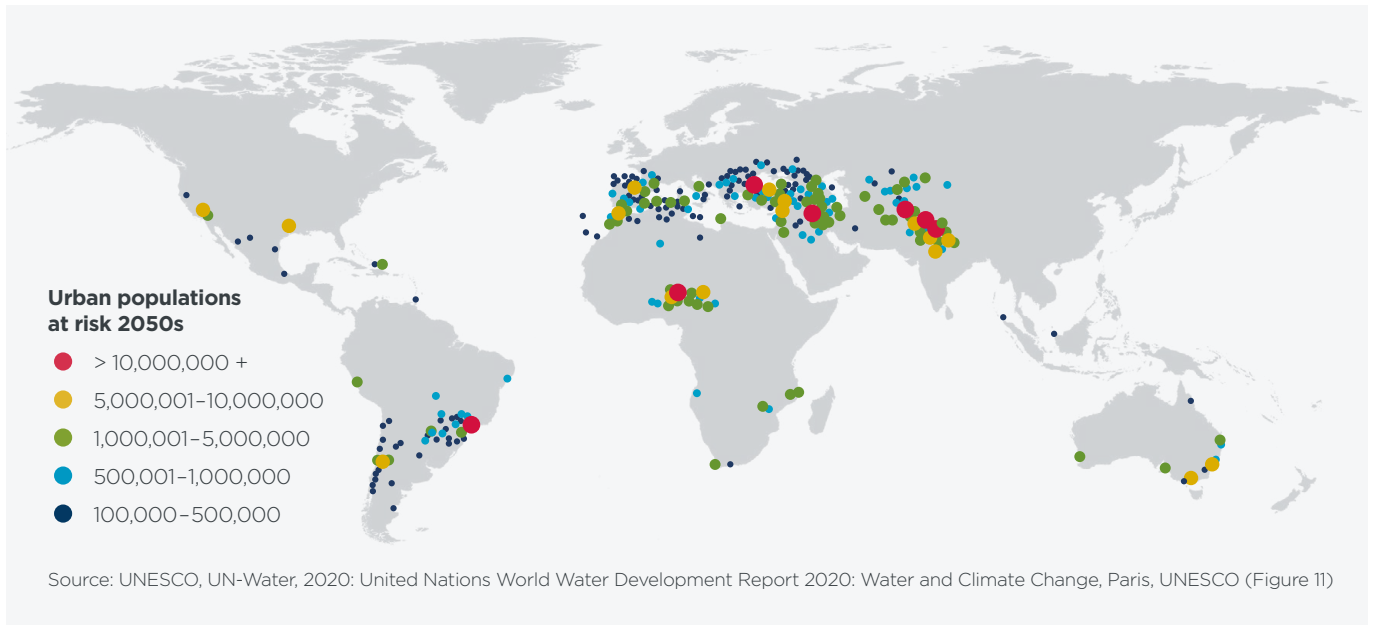 Urban populations
at risk 2050s
> 10,000,000 +
5,000,001–10,000,000
1,000,001–5,000,000
500,001–1,000,000
100,000–500,000
Source: UNESCO, UN-Water, 2020: United Nations World Water Development Report 2020: Water and Climate Change, Paris, UNESCO (Figure 11)